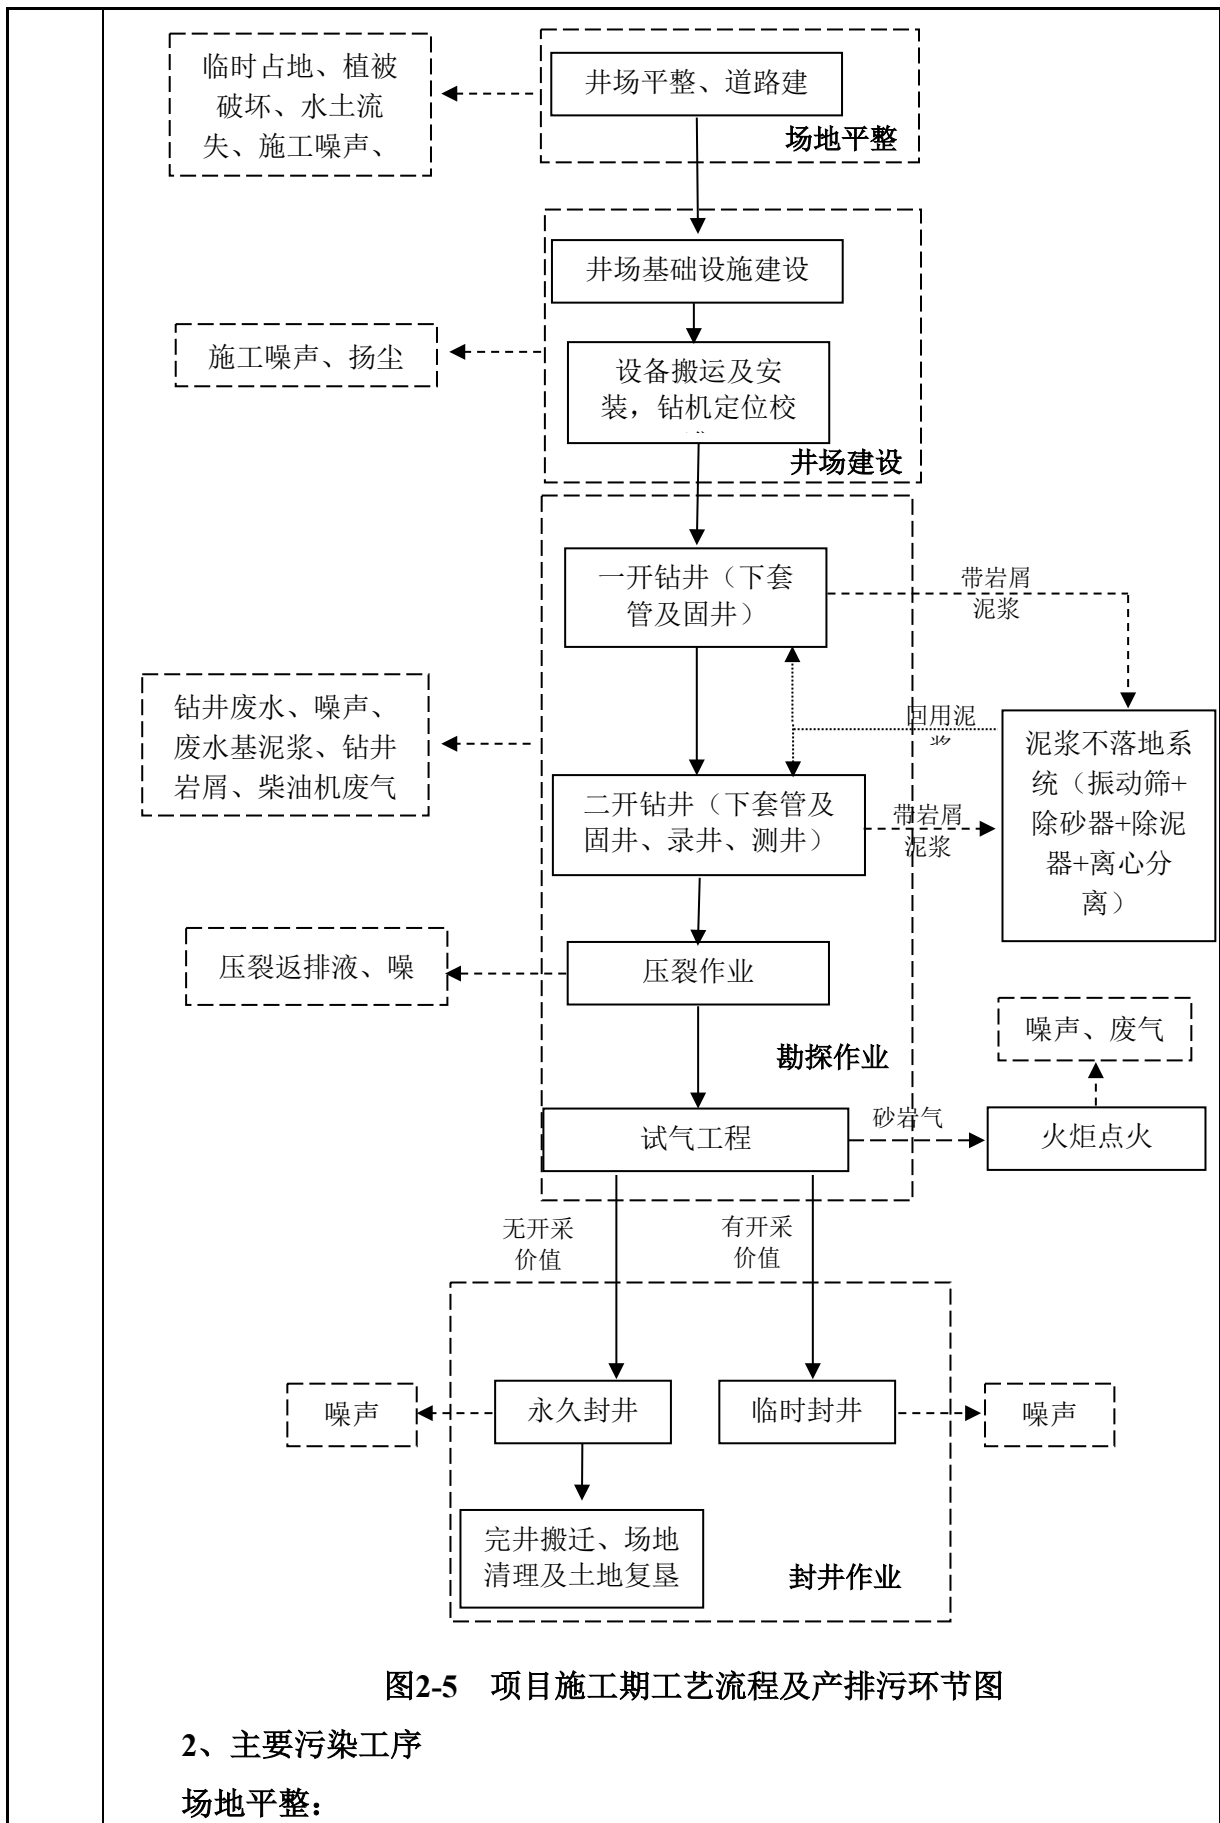 临时占地、植被
破坏、水土流
失、施工噪声、
井场平整、道路建
场地平整
井场基础设施建设
施工噪声、扬尘
设备搬运及安
装，钻机定位校
井场建设
一开钻井（下套
管及固井）
带岩屑
泥浆
钻井废水、噪声、
废水基泥浆、钻井
岩屑、柴油机废气
回用泥
泥浆不落地系
统（振动筛+
除砂器+除泥
器+离心分
离）
二开钻井（下套管及
固井、录井、测井）
带岩屑
泥浆
压裂返排液、噪
压裂作业
噪声、废气
勘探作业
试气工程
砂岩气
火炬点火
无开采
价值
有开采
价值
噪声
永久封井
临时封井
噪声
完井搬迁、场地
清理及土地复垦
封井作业
图2-5 项目施工期工艺流程及产排污环节图
2、主要污染工序
场地平整：